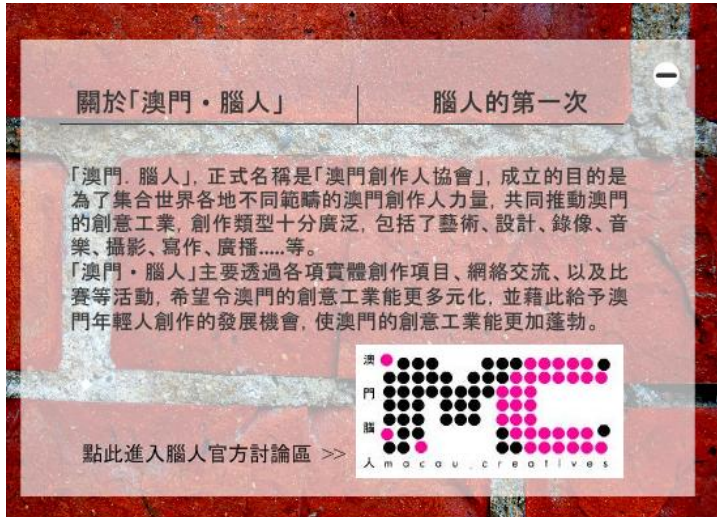 關於「澳門・腦人」
腦人的第一次
「澳門. 腦人」, 正式名稱是「澳門創作人協會」, 成立的目的是
為了集合世界各地不同範疇的澳門創作人力量, 共同推動澳門
的創意工業, 創作類型十分廣泛, 包括了藝術、設計、錄像、音
樂、攝影、寫作、廣播.....等。
「澳門・腦人」主要透過各項實體創作項目、網絡交流、以及比
賽等活動, 希望令澳門的創意工業能更多元化, 並藉此給予澳
門年輕人創作的發展機會, 使澳門的創意工業能更加蓬勃。
澳門腦人
MC
macau.creatives
點此進入腦人官方討論區 >>